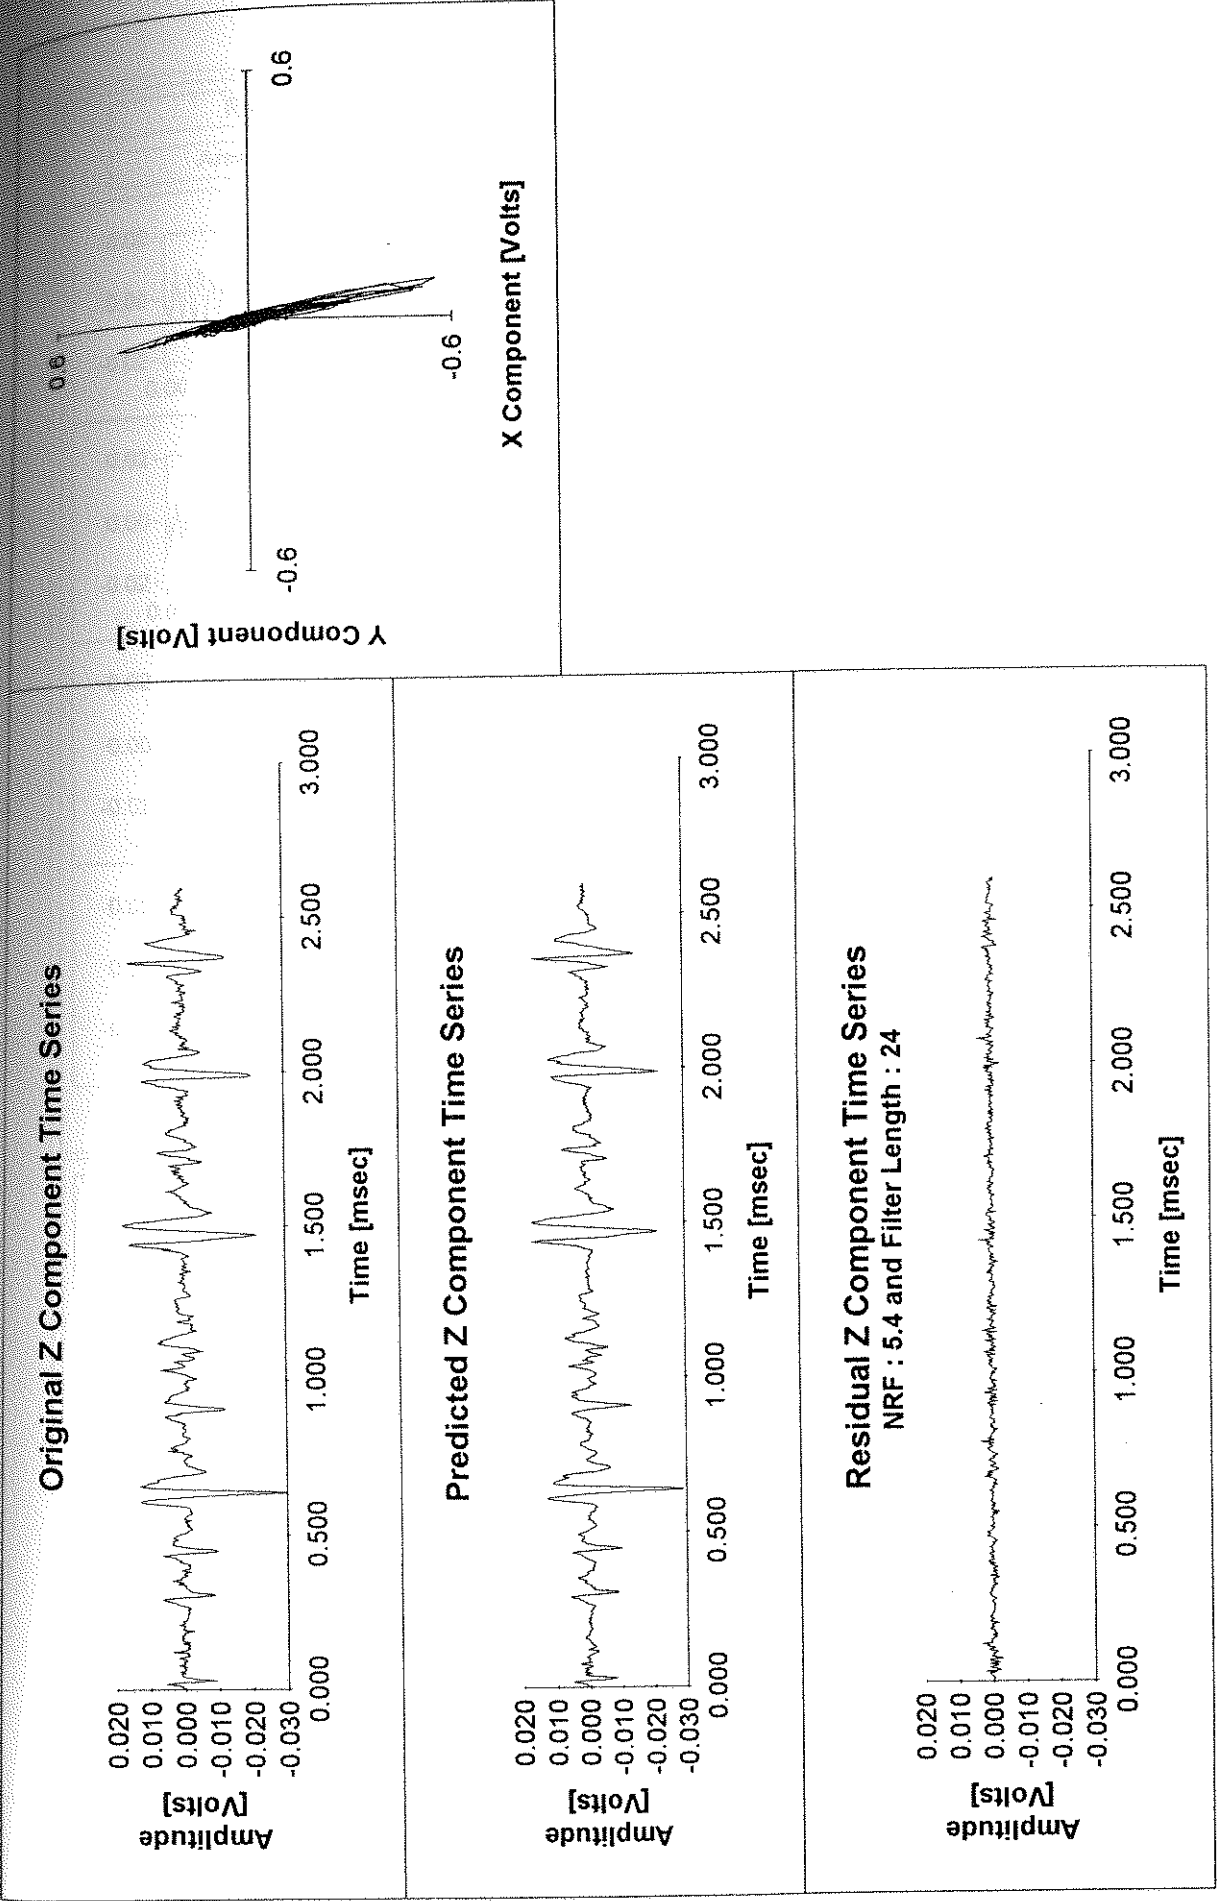 Original Z Component Time Series
0.020
0.010
0.000
-0.010
-0.020
-0.030
Amplitude
[Volts]
0.000
0.500
1.000
1.500
2.000
2.500
3.000
Time [msec]
Predicted Z Component Time Series
0.020
0.010
0.000
-0.010
-0.020
-0.030
Amplitude
[Volts]
0.000
0.500
1.000
1.500
2.000
2.500
3.000
Time [msec]
Residual Z Component Time Series
NRF : 5.4 and Filter Length : 24
0.020
0.010
0.000
-0.010
-0.020
-0.030
Amplitude
[Volts]
0.000
0.500
1.000
1.500
2.000
2.500
3.000
Time [msec]
Y Component [Volts]
0.6
-0.6
0.6
-0.6
X Component [Volts]